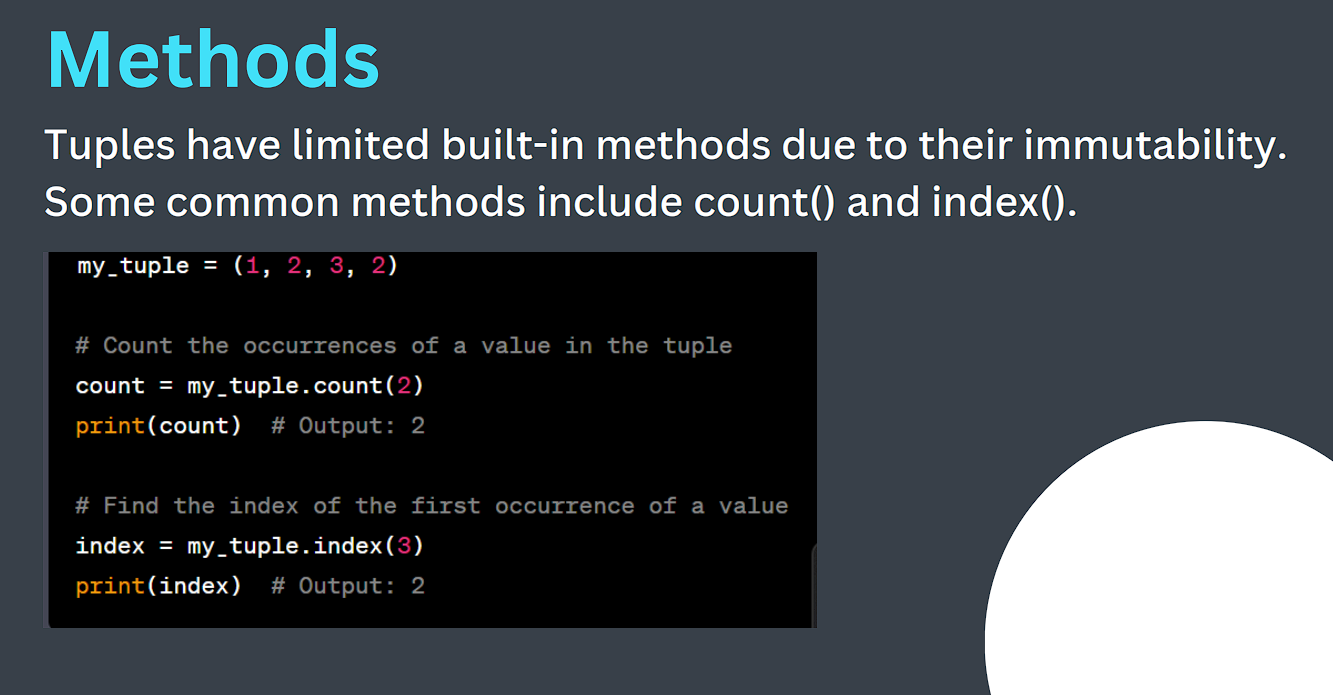 Methods
Tuples have limited built-in methods due to their immutability.
Some common methods include count() and index().
my_tuple = (1, 2, 3, 2)
# Count the occurrences of a value in the tuple
count = my_tuple.count(2)
print(count)  # Output: 2
# Find the index of the first occurrence of a value
index = my_tuple.index(3)
print(index)  # Output: 2